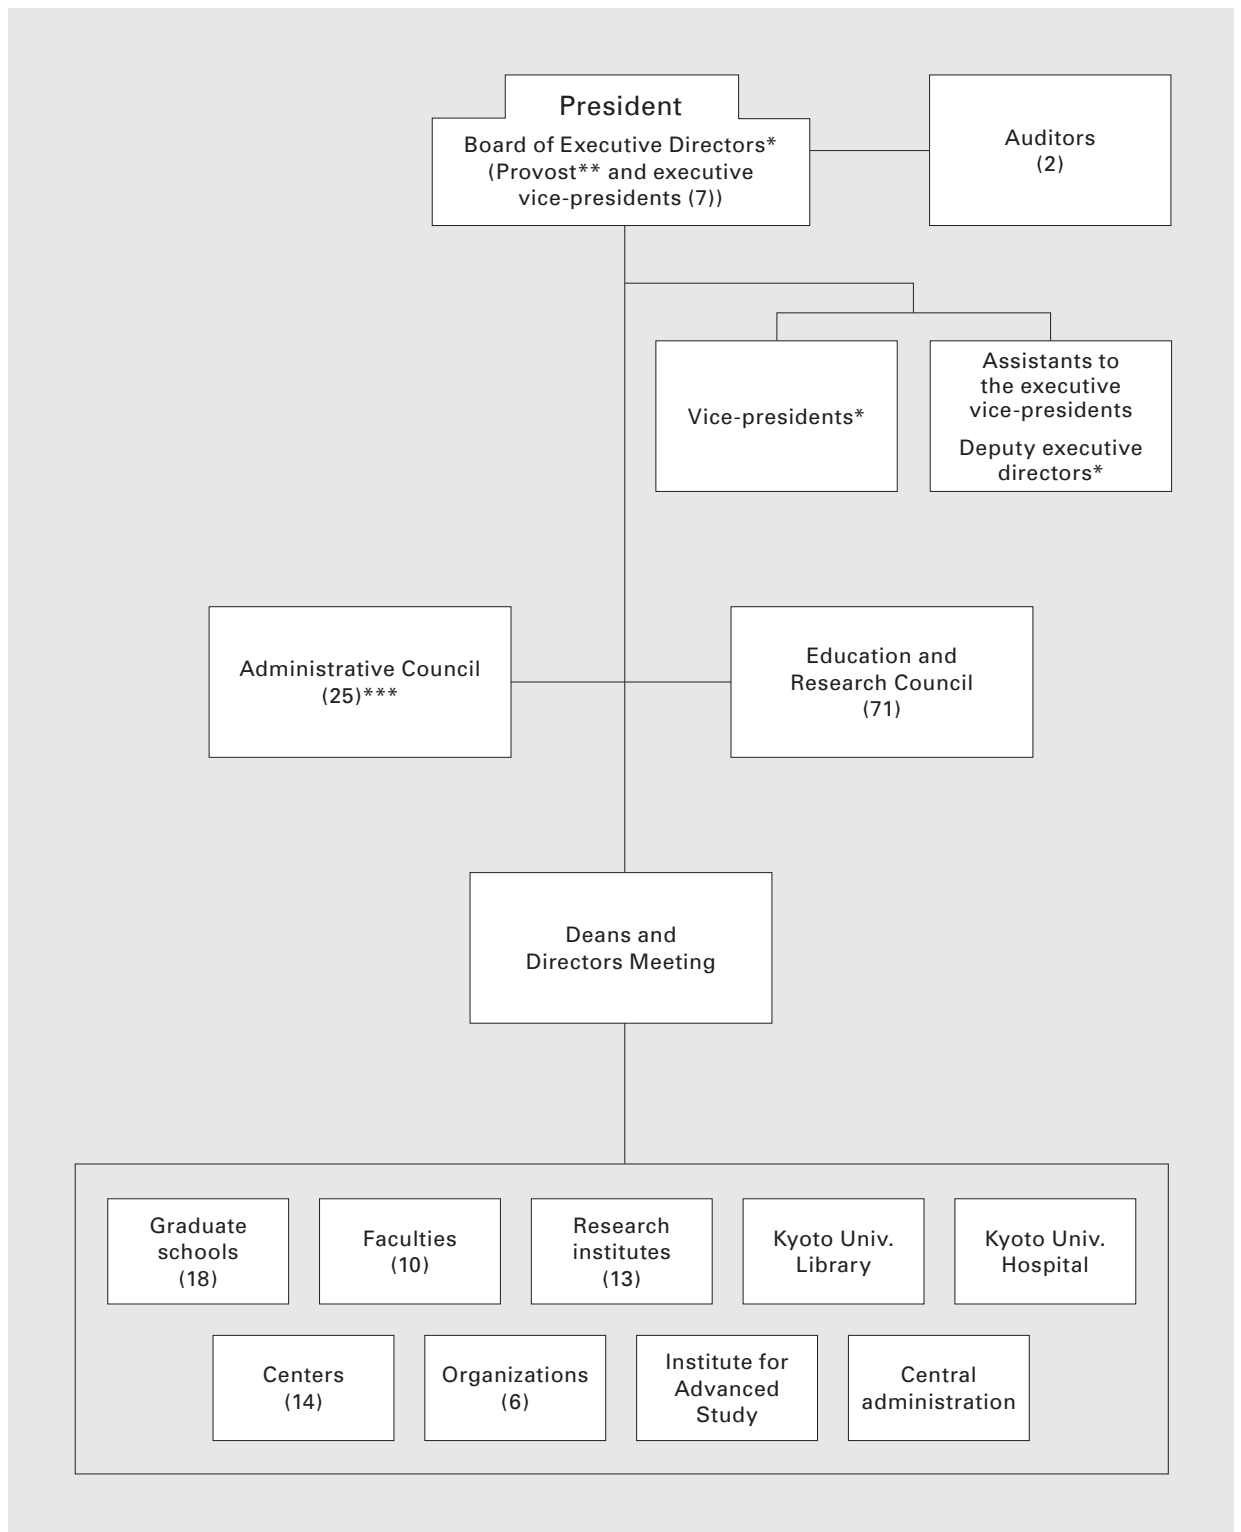 President
Board of Executive Directors*
(Provost** and executive
vice-presidents (7))
Auditors
(2)
Vice-presidents*
Assistants to
the executive
vice-presidents
Deputy executive
directors*
Administrative Council
(25)***
Education and
Research Council
(71)
Deans and
Directors Meeting
Graduate
schools
(18)
Faculties
(10)
Research
institutes
(13)
Kyoto Univ.
Library
Kyoto Univ.
Hospital
Centers
(14)
Organizations
(6)
Institute for
Advanced
Study
Central
administration